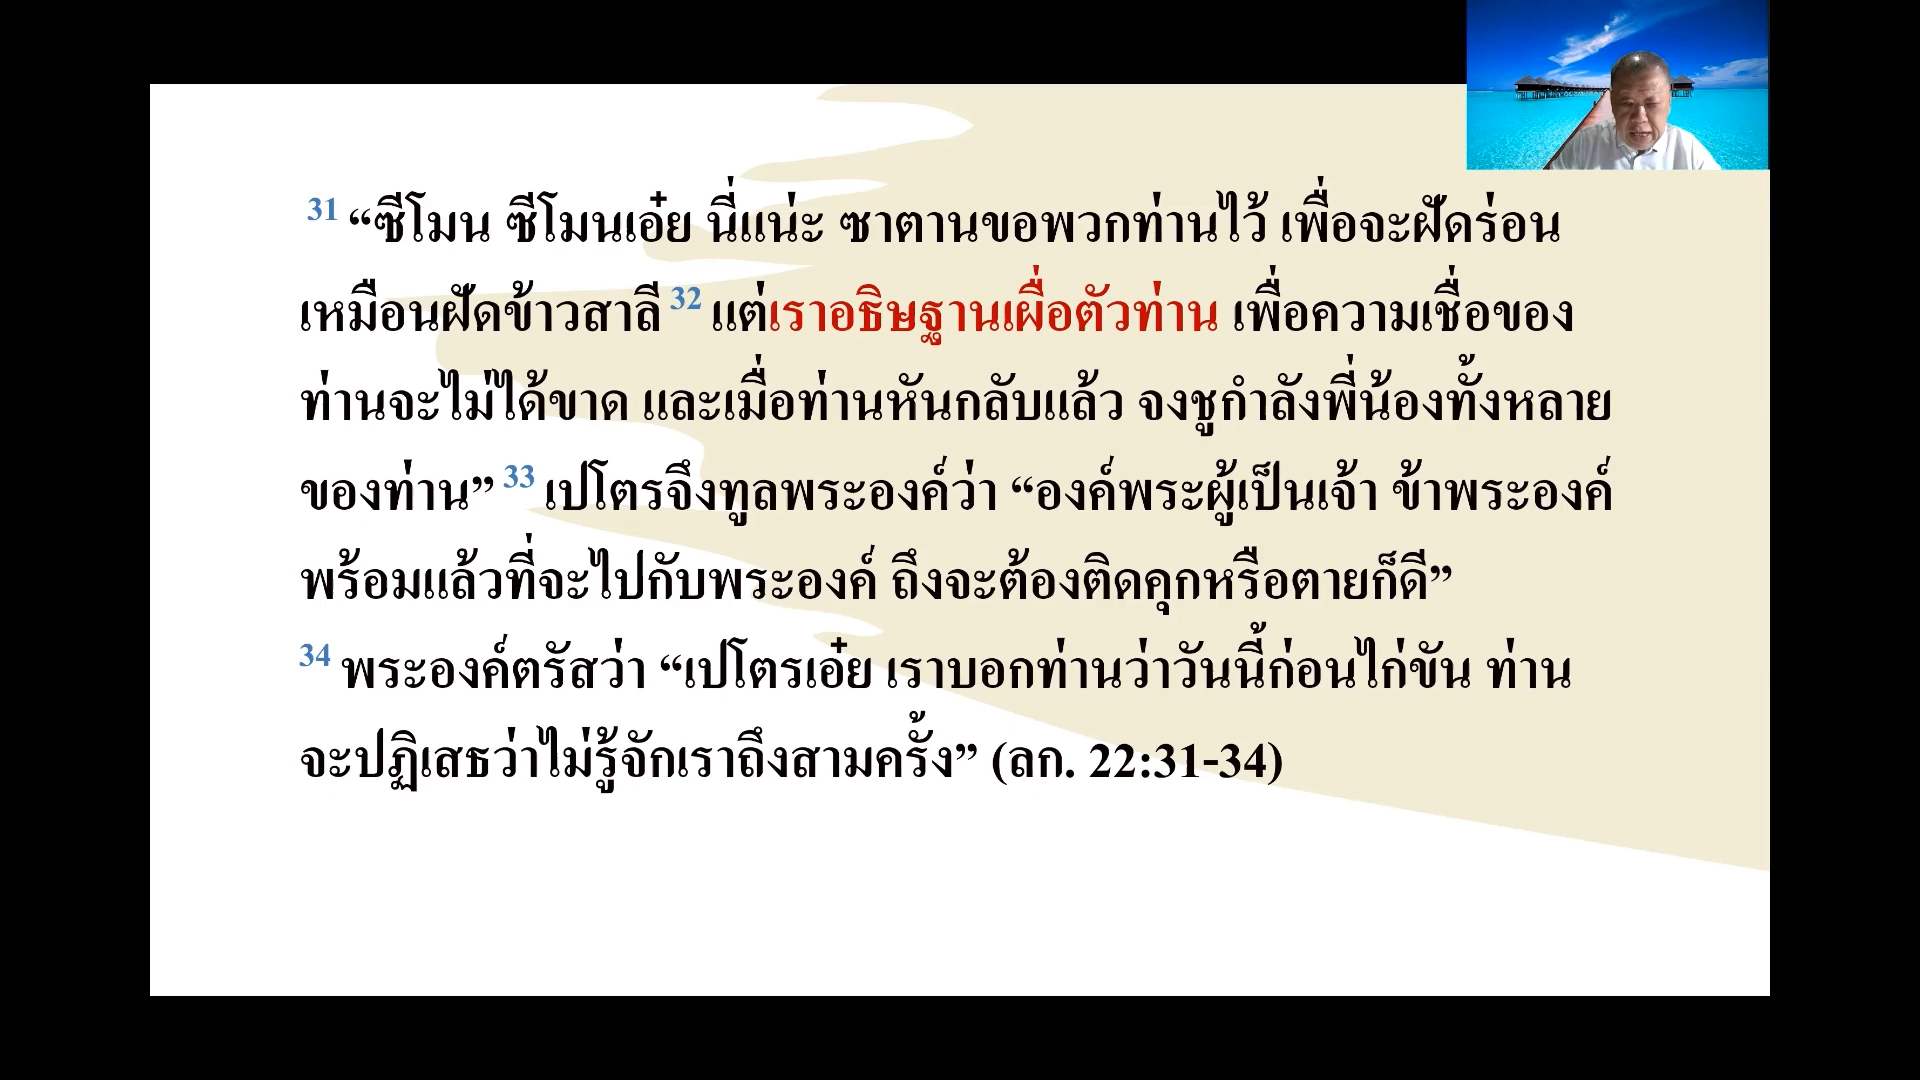 31 “ซีโมน ซีโมนเอ๋ย นี่แน่ะ ซาตานขอพวกท่านไว้ เพื่อจะฝัดร่อน
เหมือนฝัดข้าวสาลี 32 แต่เราอธิษฐานเผื่อตัวท่าน เพื่อความเชื่อของ
ท่านจะไม่ได้ขาด และเมื่อท่านหันกลับแล้ว จงชูกำลังพี่น้องทั้งหลาย
ของท่าน” 33 เปโตรจึงทูลพระองค์ว่า “องค์พระผู้เป็นเจ้า ข้าพระองค์
พร้อมแล้วที่จะไปกับพระองค์ ถึงจะต้องติดคุกหรือตายก็ดี”
34 พระองค์ตรัสว่า “เปโตรเอ๋ย เราบอกท่านว่าวันนี้ก่อนไก่ขัน ท่าน
จะปฏิเสธว่าไม่รู้จักเราถึงสามครั้ง” (ลก. 22:31-34)